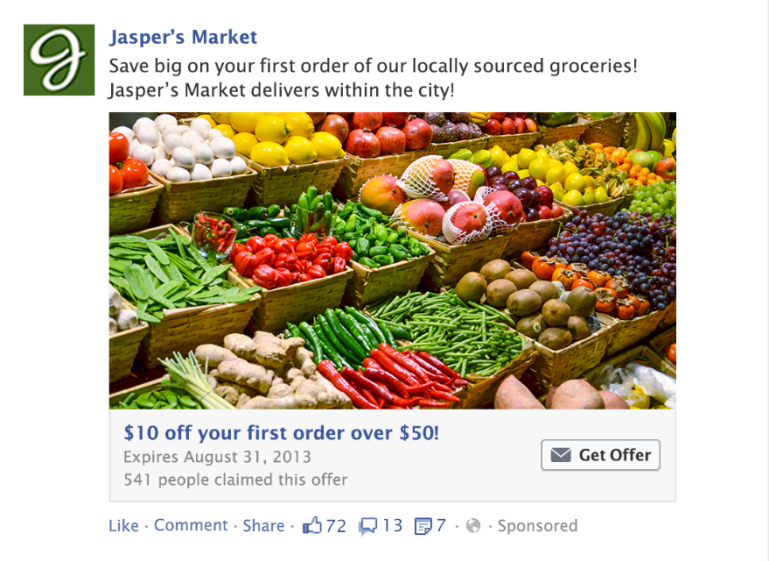 Jasper's Market
Save big on your first order of our locally sourced groceries!
Jasper's Market delivers within the city!
$10 off your first order over $50!
Expires August 31, 2013
541 people claimed this offer
Get Offer
Like · Comment · Share · 72 13 7 · · Sponsored